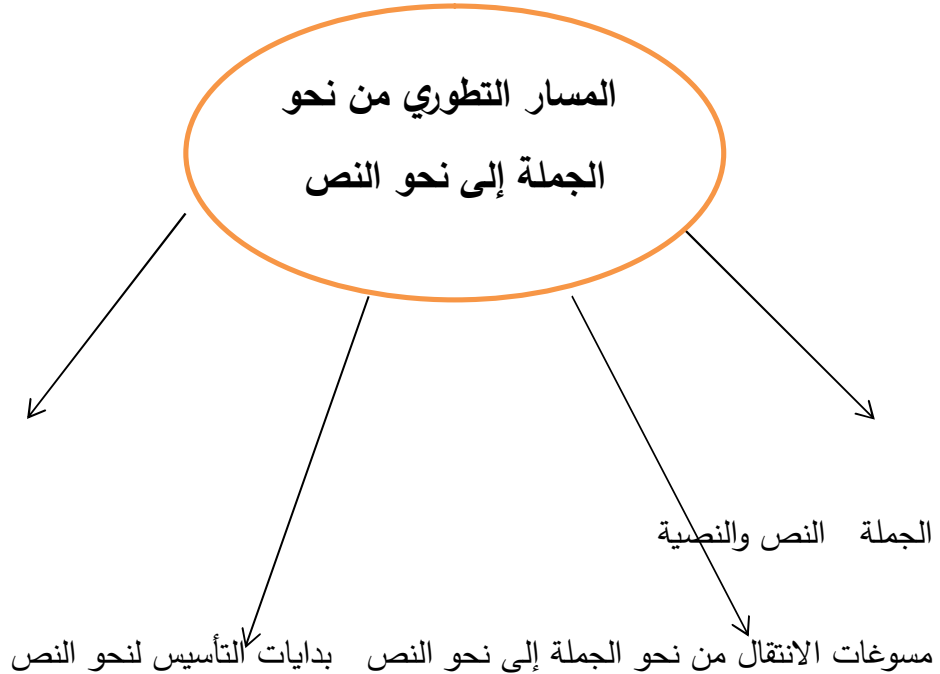 المسار التطوري من نحو
الجملة إلى نحو النص
الجملة النص والنصية
مسوغات الانتقال من نحو الجملة إلى نحو النص بدايات التأسيس لنحو النص